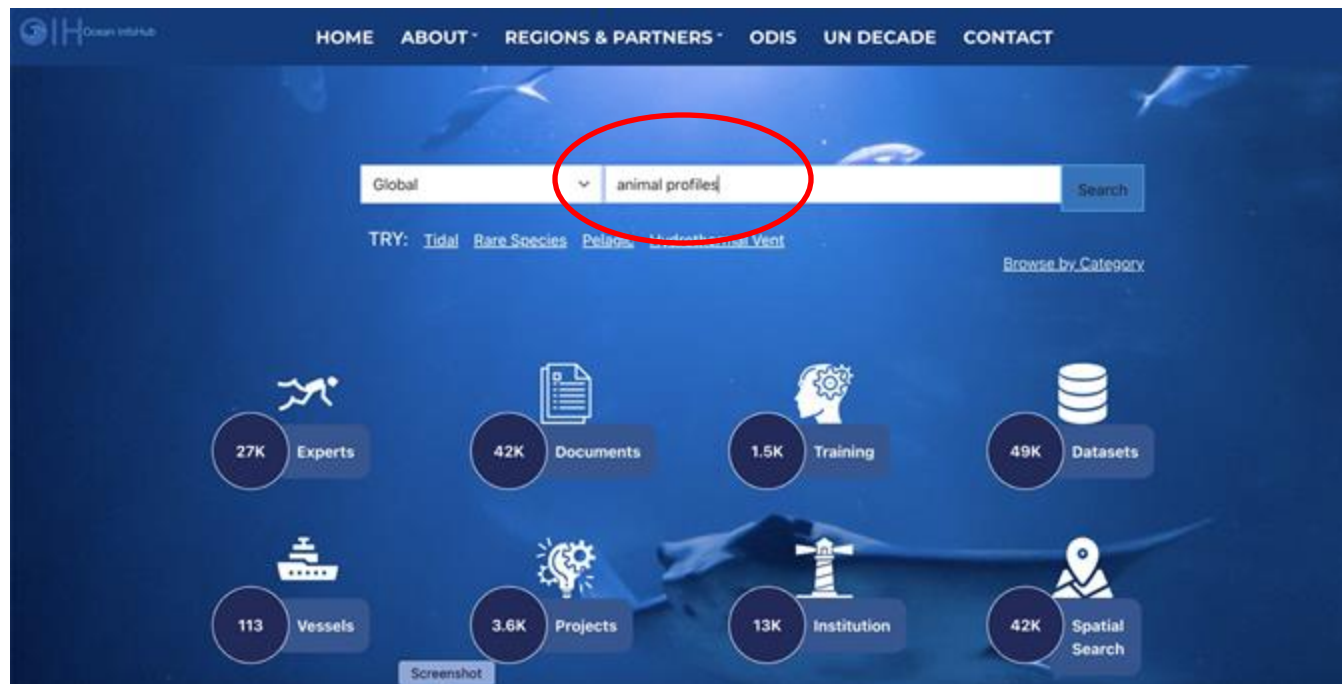 Ocean InfoHub
HOME ABOUT REGIONS & PARTNERS ODIS UN DECADE CONTACT
Global animal profiles Search
TRY: Tidal Rare Species Pelagic Hydrothermal Vent
Browse by Category
27K Experts 42K Documents 1.5K Training 49K Datasets
113 Vessels 3.6K Projects 13K Institution 42K Spatial
Search
Screenshot